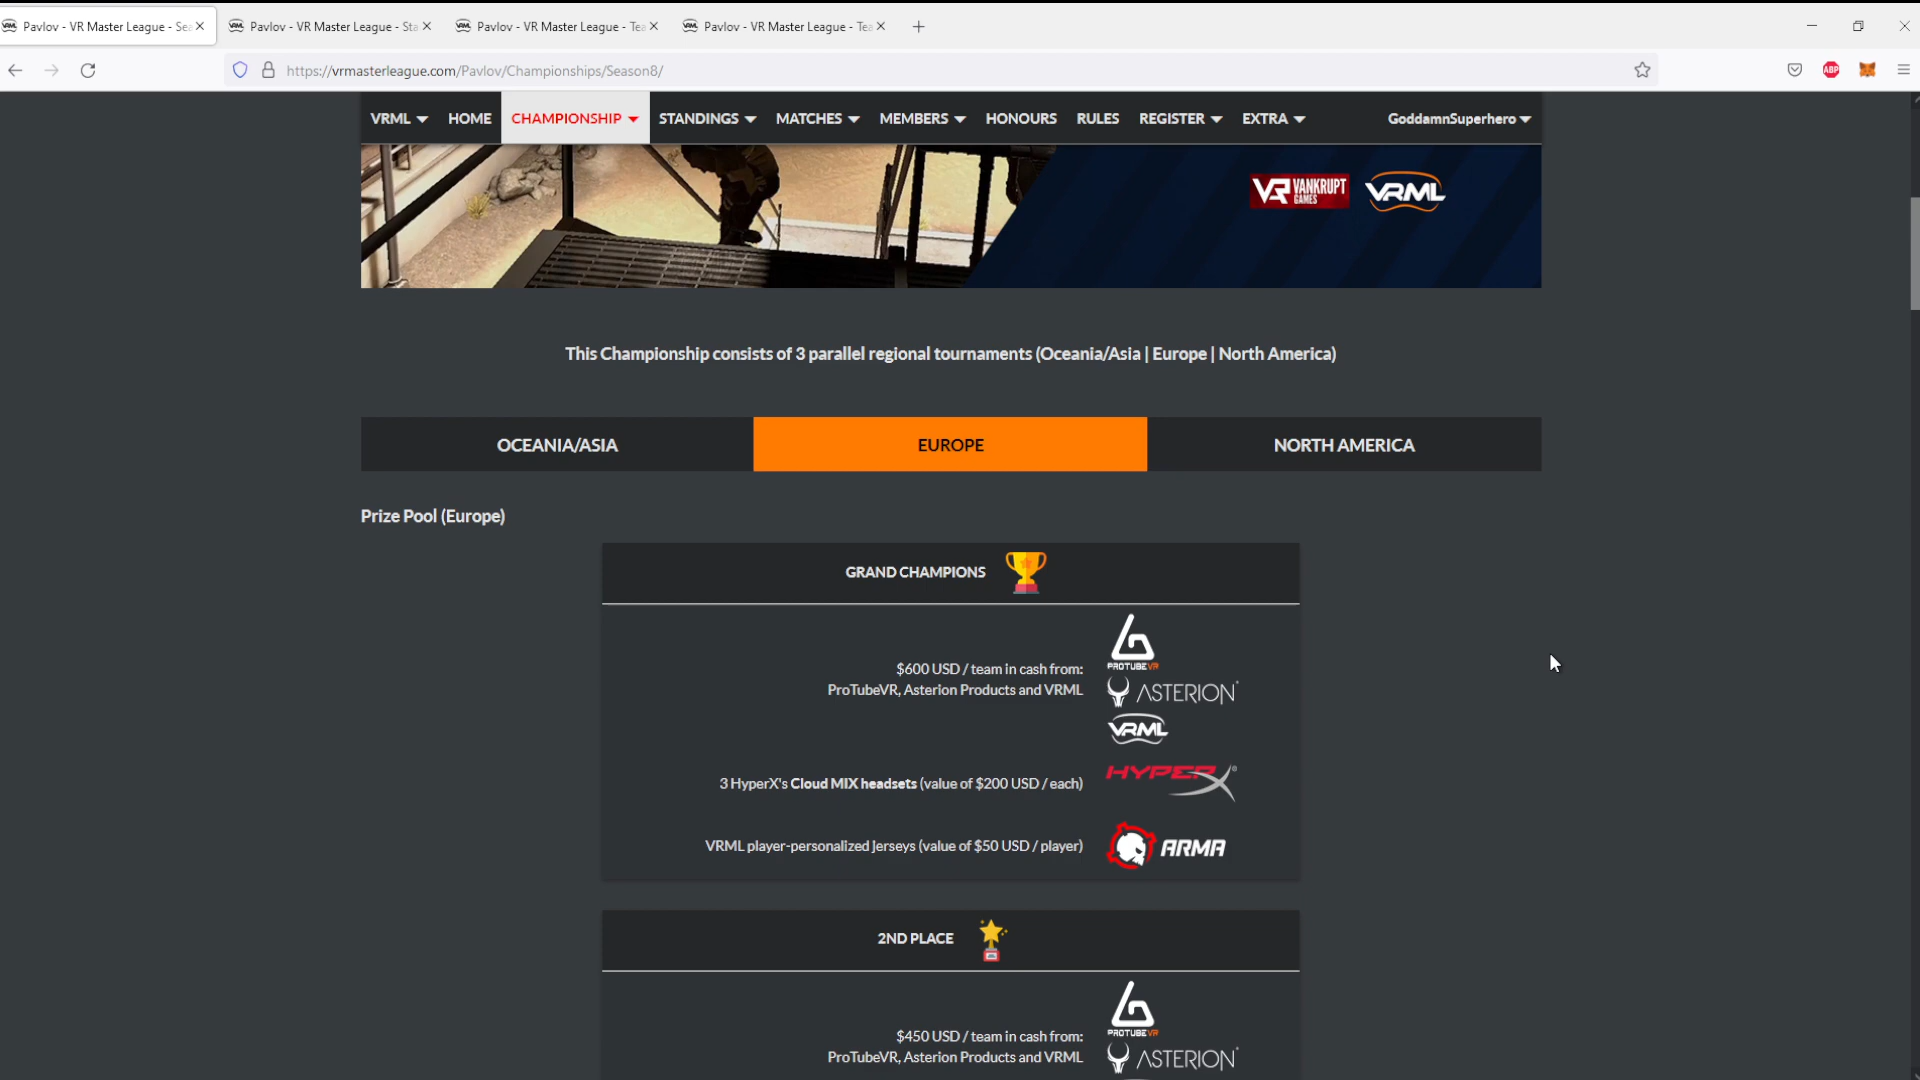 Pavlov - VR Master League - Sea
Pavlov - VR Master League - Sta
Pavlov - VR Master League - Tea
Pavlov - VR Master League - Tea
https://vrmasterleague.com/Pavlov/Championships/Season8/
ABP
VRML HOME CHAMPIONSHIP STANDINGS MATCHES MEMBERS HONOURS RULES REGISTER EXTRA GoddamnSuperhero
VR VANKRUPT GAMES VRML
This Championship consists of 3 parallel regional tournaments (Oceania/Asia | Europe | North America)
OCEANIA/ASIA EUROPE NORTH AMERICA
Prize Pool (Europe)
GRAND CHAMPIONS
$600 USD / team in cash from:
ProTubeVR, Asterion Products and VRML
PROTUBEVR
ASTERION
VRML
3 HyperX's Cloud MIX headsets (value of $200 USD / each)
HYPERX
VRML player-personalized Jerseys (value of $50 USD / player)
ARMA
2ND PLACE
$450 USD / team in cash from:
ProTubeVR, Asterion Products and VRML
PROTUBEVR
ASTERION